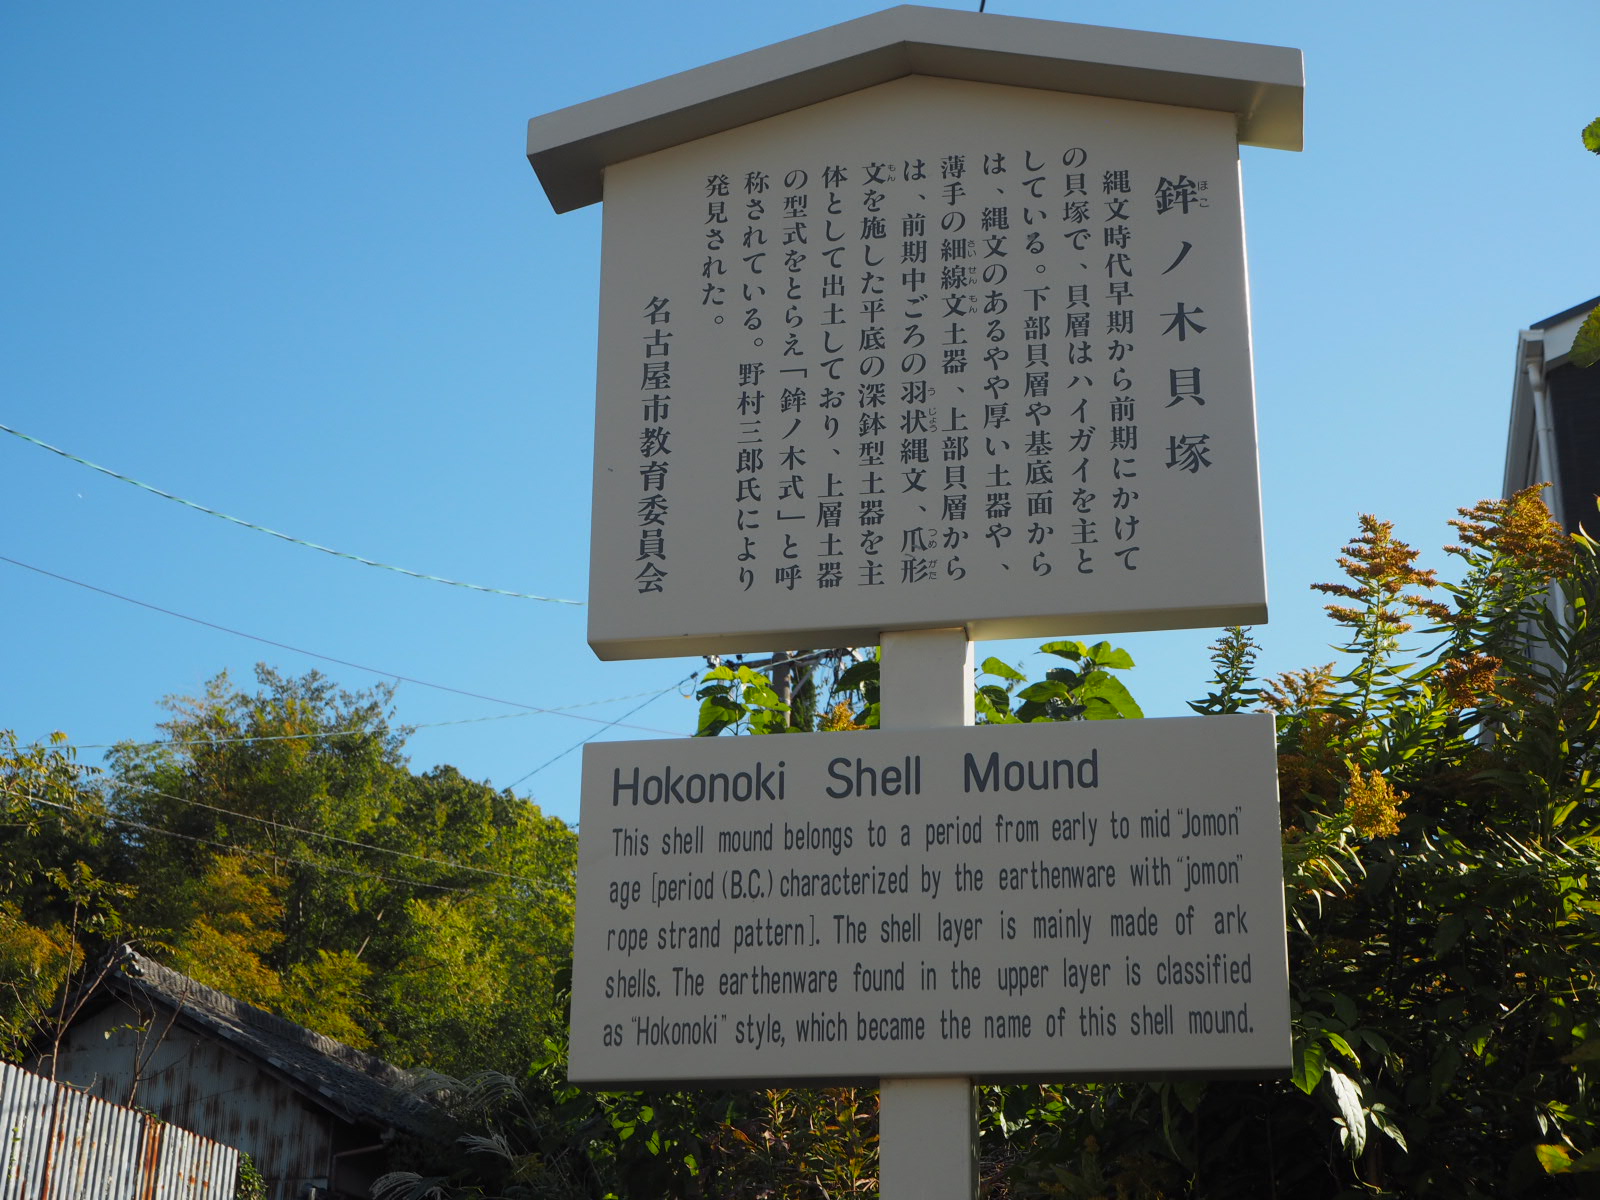 鉾ノ木貝塚
縄文時代早期から前期にかけて
の貝塚で、貝層はハイガイを主と
している。下部貝層や基底面から
は、縄文のあるやや厚い土器や、
薄手の細線文土器、上部貝層から
は、前期中ごろの羽状縄文、爪形
文を施した平底の深鉢型土器を主
体として出土しており、上層土器
の型式をとらえ「鉾ノ木式」と呼
称されている。野村三郎氏により
発見された。
名古屋市教育委員会
Hokonoki Shell Mound
This shell mound belongs to a period from early to mid “Jomon”
age [period (B.C.) characterized by the earthenware with “jomon”
rope strand pattern]. The shell layer is mainly made of ark
shells. The earthenware found in the upper layer is classified
as “Hokonoki” style, which became the name of this shell mound.